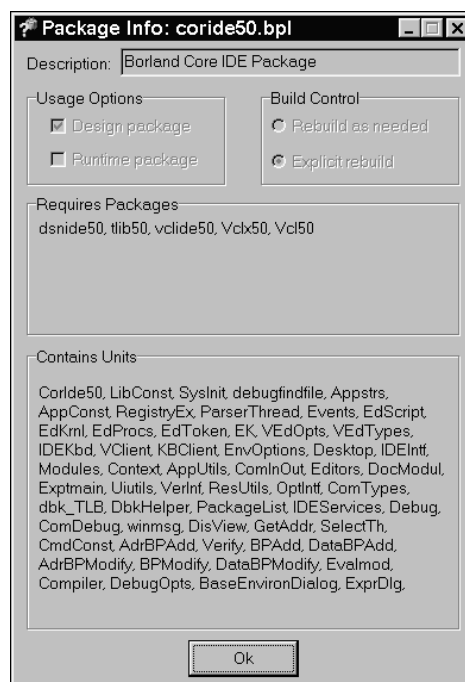 Package Info: coride50.bpl
Description: Borland Core IDE Package
Usage Options
Design package
Runtime package
Build Control
Rebuild as needed
Explicit rebuild
Requires Packages
dsnide50, tlib50, vclide50, Vclx50, Vcl50
Contains Units
CorIde50, LibConst, SysInit, debugfindfile, Appstrs,
AppConst, RegistryEx, ParserThread, Events, EdScript,
EdKrnl, EdProcs, EdToken, EK, VEdOpts, VEdTypes,
IDEKbd, VClient, KBClient, EnvOptions, Desktop, IDEIntf,
Modules, Context, AppUtils, ComInOut, Editors, DocModul,
Exptmain, Uiutils, VerInf, ResUtils, OptIntf, ComTypes,
dbk_TLB, DbkHelper, PackageList, IDEServices, Debug,
ComDebug, winmsg, DisView, GetAddr, SelectTh,
CmdConst, AdrBPAdd, Verify, BPAdd, DataBPAdd,
AdrBPModify, BPModify, DataBPModify, Evalmod,
Compiler, DebugOpts, BaseEnvironDialog, ExprDlg,
Ok